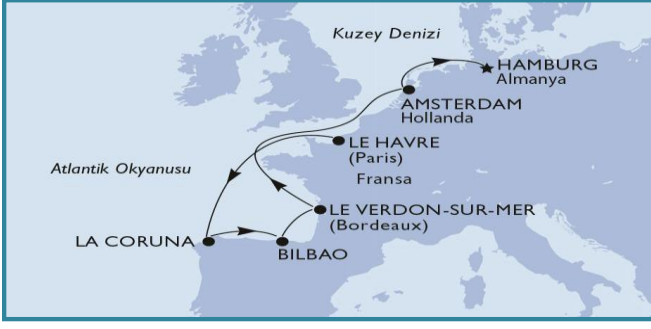 Kuzey Denizi
HAMBURG
Almanya
AMSTERDAM
Hollanda
LE HAVRE
(Paris)
Atlantik Okyanusu
Fransa
LE VERDON-SUR-MER
(Bordeaux)
LA CORUNA
BILBAO